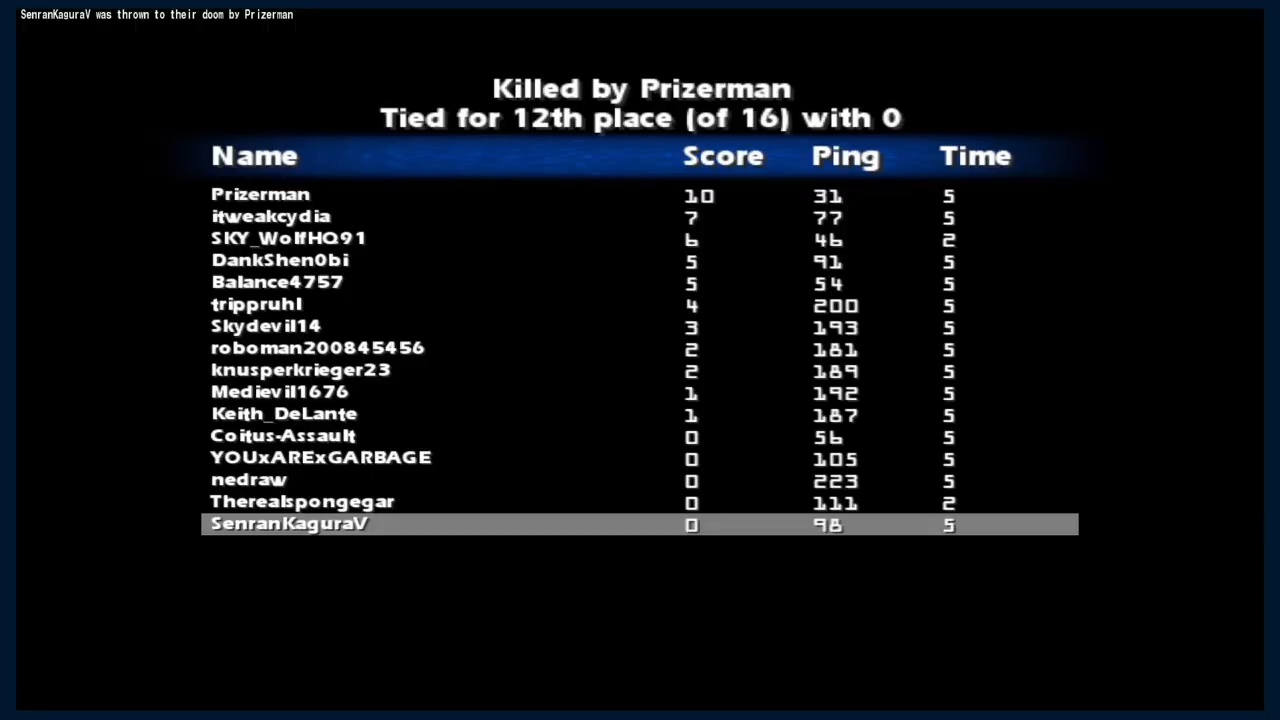 SenranKaguraV was thrown to their doom by Prizerman
Killed by Prizerman
Tied for 12th place (of 16) with 0
Name Score Ping Time
Prizerman 10 31 5
itweakcydia 7 77 5
SKY_WolfHQ91 6 46 2
DankShen0bi 5 91 5
Balance4757 5 54 5
trippruhl 4 200 5
Skydevil14 3 193 5
roboman200845456 2 181 5
knusperkrieger23 2 189 5
Medievil1676 1 192 5
Keith_DeLante 1 187 5
Coitus-Assault 0 56 5
YOUxARExGARBAGE 0 105 5
nedraw 0 223 5
Therealspongegar 0 111 2
SenranKaguraV 0 98 5